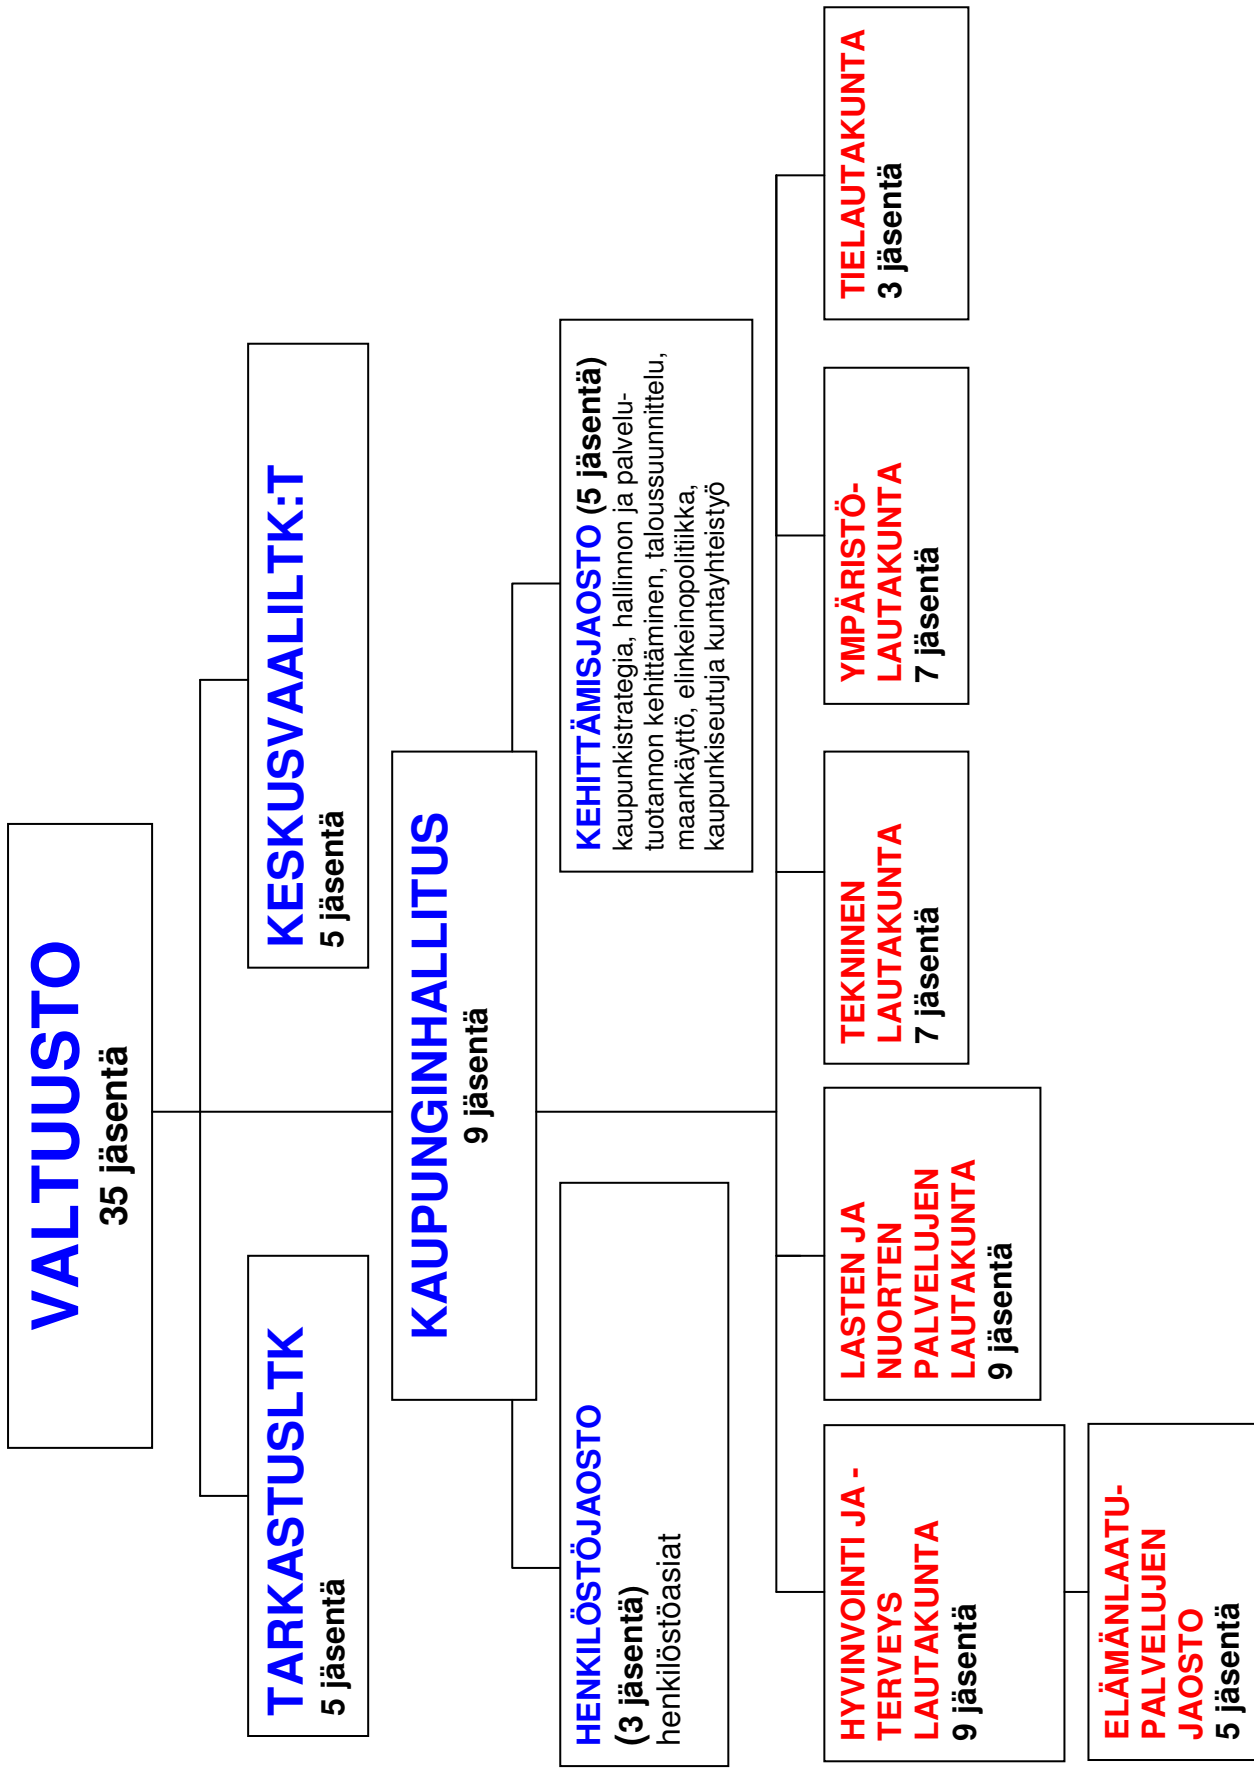 VALTUUSTO
35 jäsentä
TARKASTUSLTK
5 jäsentä
KESKUSVAALILTK:T
5 jäsentä
KAUPUNGINHALLITUS
9 jäsentä
HENKILÖSTÖJAOSTO
(3 jäsentä)
henkilöstöasiat
KEHITTÄMISJAOSTO (5 jäsentä)
kaupunkistrategia, hallinnon ja palvelu-
tuotannon kehittäminen, taloussuunnittelu,
maankäyttö, elinkeinopolitiikka,
kaupunkiseutuja kuntayhteistyö
HYVINVOINTI JA -
TERVEYS
LAUTAKUNTA
9 jäsentä
LASTEN JA
NUORTEN
PALVELUJEN
LAUTAKUNTA
9 jäsentä
TEKNINEN
LAUTAKUNTA
7 jäsentä
YMPÄRISTÖ-
LAUTAKUNTA
7 jäsentä
TIELAUTAKUNTA
3 jäsentä
ELÄMÄNLAATU-
PALVELUJEN
JAOSTO
5 jäsentä